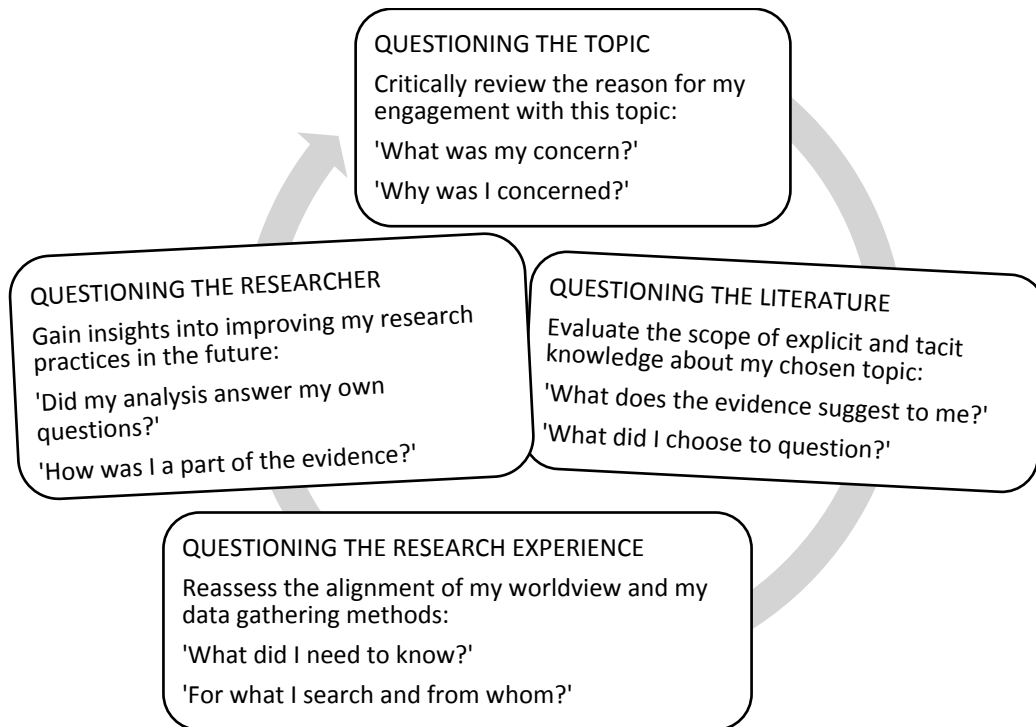 QUESTIONING THE TOPIC
Critically review the reason for my
engagement with this topic:
'What was my concern?'
'Why was I concerned?'
QUESTIONING THE LITERATURE
Evaluate the scope of explicit and tacit
knowledge about my chosen topic:
'What does the evidence suggest to me?'
'What did I choose to question?'
QUESTIONING THE RESEARCH EXPERIENCE
Reassess the alignment of my worldview and my
data gathering methods:
'What did I need to know?'
'For what I search and from whom?'
QUESTIONING THE RESEARCHER
Gain insights into improving my research
practices in the future:
'Did my analysis answer my own
questions?'
'How was I a part of the evidence?'